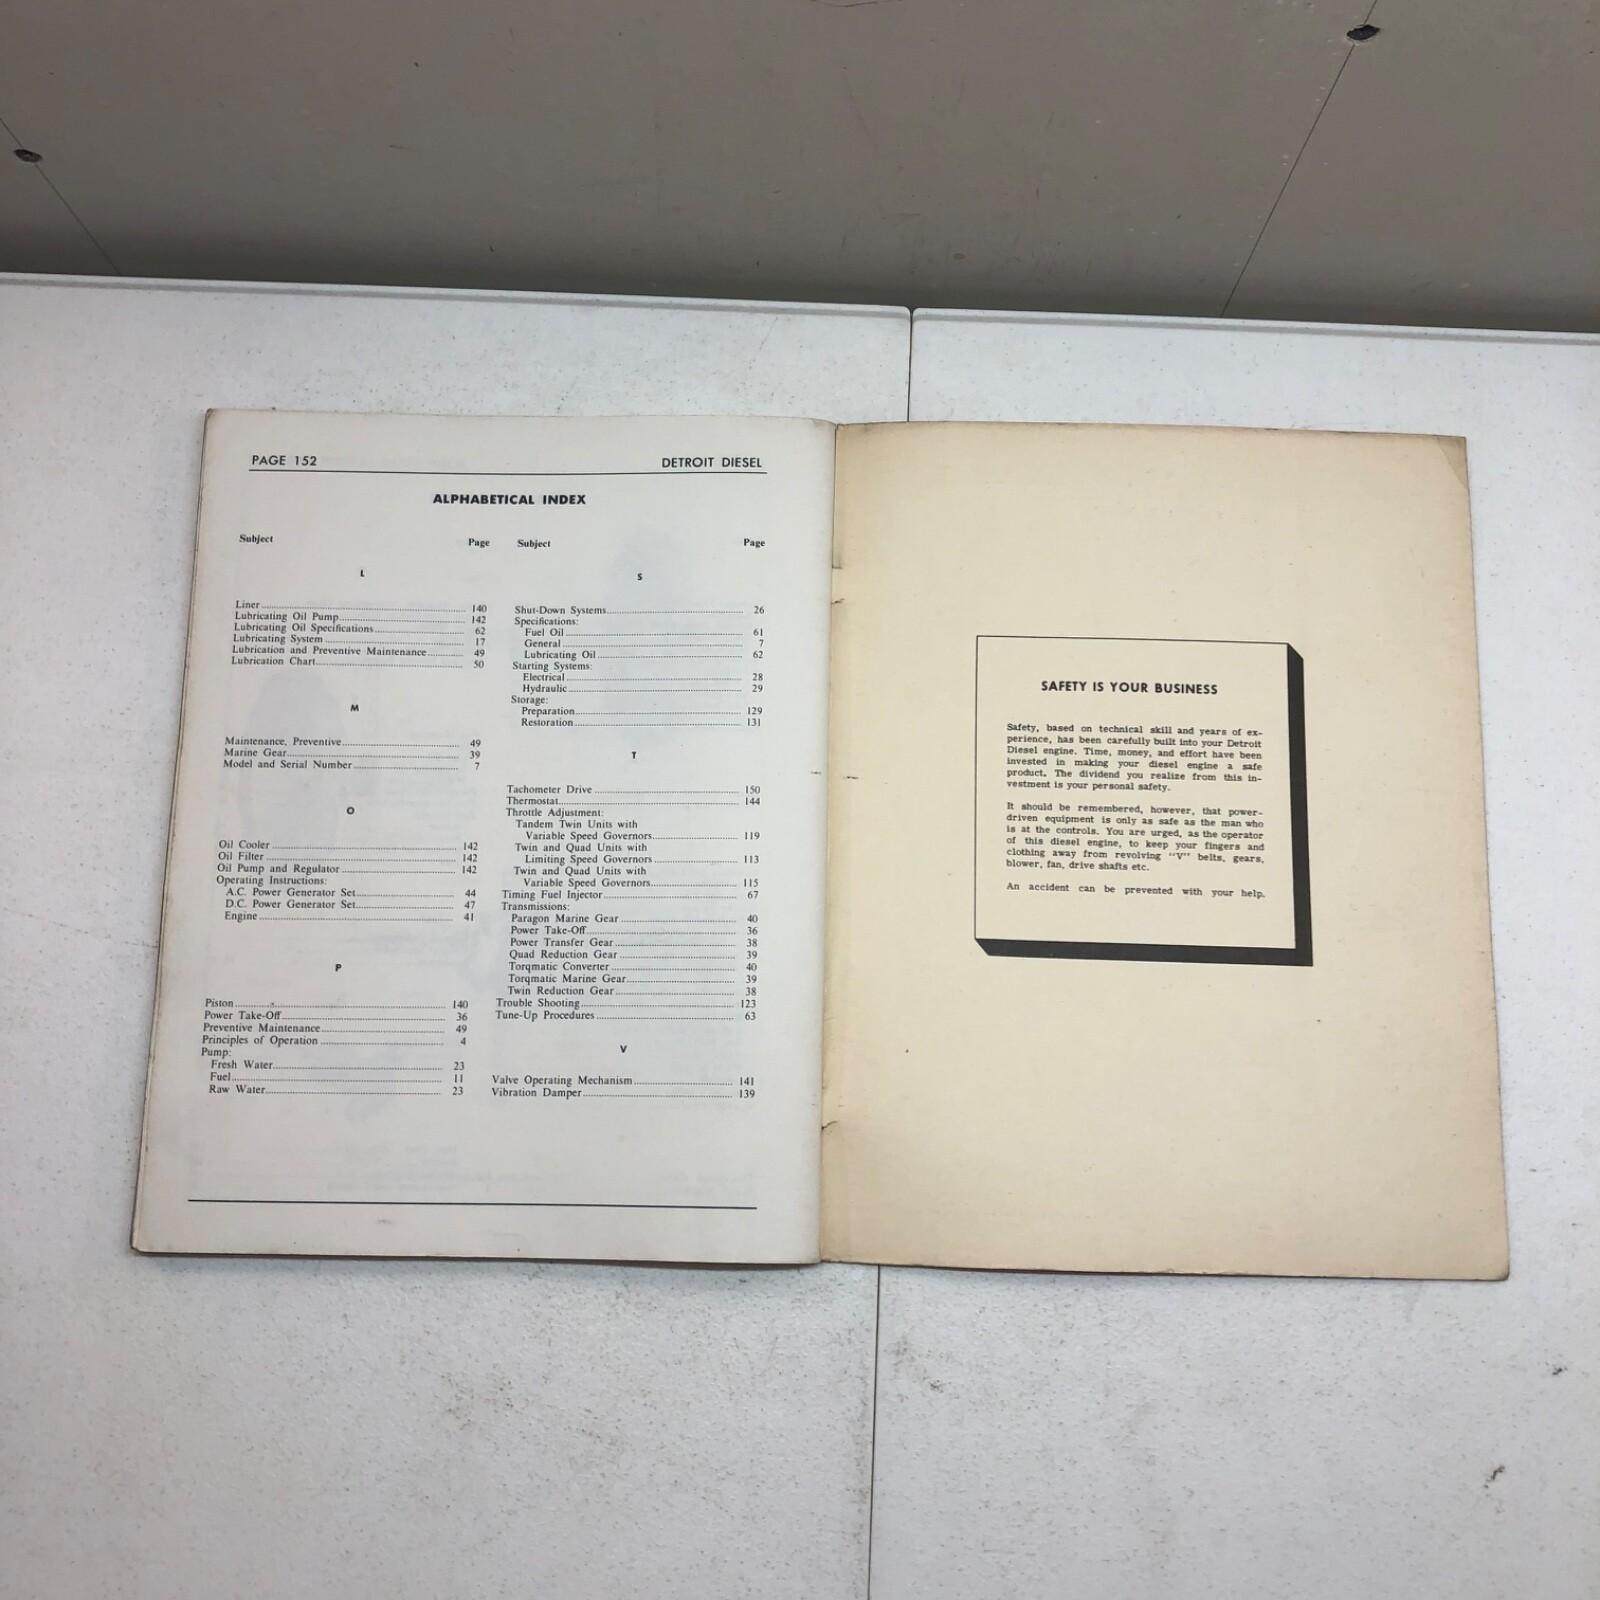 PAGE 152 DETROIT DIESEL
ALPHABETICAL INDEX
Subject Page
L
Liner 140
Lubricating Oil Pump 142
Lubricating Oil Specifications 62
Lubricating System 17
Lubrication and Preventive Maintenance 49
Lubrication Chart 50
M
Maintenance, Preventive 49
Marine Gear 39
Model and Serial Number 7
O
Oil Cooler 142
Oil Filter 142
Oil Pump and Regulator 142
Operating Instructions:
A.C. Power Generator Set 44
D.C. Power Generator Set 47
Engine 41
P
Piston 140
Power Take-Off 36
Preventive Maintenance 49
Principles of Operation 4
Pump:
Fresh Water 23
Fuel 11
Raw Water 23
Subject Page
S
Shut-Down Systems 26
Specifications:
Fuel Oil 61
General 7
Lubricating Oil 62
Starting Systems:
Electrical 28
Hydraulic 29
Storage:
Preparation 129
Restoration 131
T
Tachometer Drive 150
Thermostat 144
Throttle Adjustment:
Tandem Twin Units with
Variable Speed Governors 119
Twin and Quad Units with
Limiting Speed Governors 113
Twin and Quad Units with
Variable Speed Governors 115
Timing Fuel Injector 67
Transmissions:
Paragon Marine Gear 40
Power Take-Off 36
Power Transfer Gear 38
Quad Reduction Gear 39
Torqmatic Converter 40
Torqmatic Marine Gear 39
Twin Reduction Gear 38
Trouble Shooting 123
Tune-Up Procedures 63
V
Valve Operating Mechanism 141
Vibration Damper 139
SAFETY IS YOUR BUSINESS
Safety, based on technical skill and years of ex-
perience, has been carefully built into your Detroit
Diesel engine. Time, money, and effort have been
invested in making your diesel engine a safe
product. The dividend you realize from this in-
vestment is your personal safety.
It should be remembered, however, that power-
driven equipment is only as safe as the man who
is at the controls. You are urged, as the operator
of this diesel engine, to keep your fingers and
clothing away from revolving "V" belts, gears,
blower, fan, drive shafts etc.
An accident can be prevented with your help.